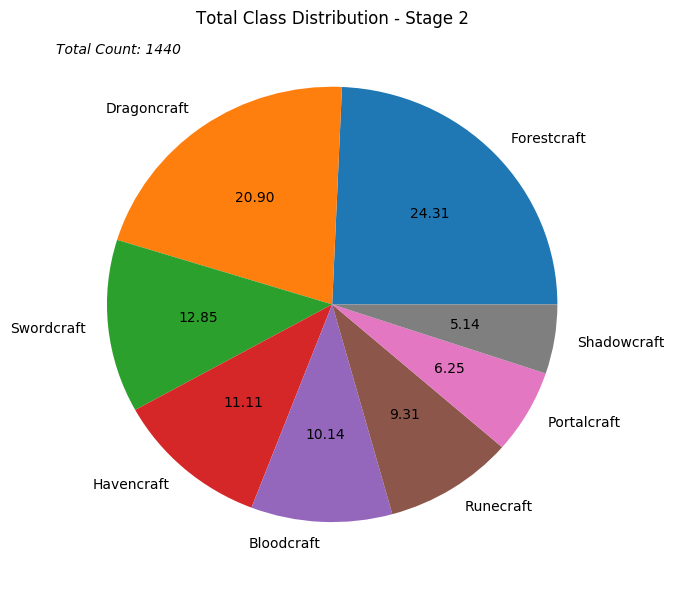 Total Class Distribution - Stage 2
Total Count: 1440
Dragoncraft
Forestcraft
20.90
24.31
Swordcraft
12.85
5.14
Shadowcraft
6.25
11.11
9.31
Portalcraft
10.14
Havencraft
Runecraft
Bloodcraft